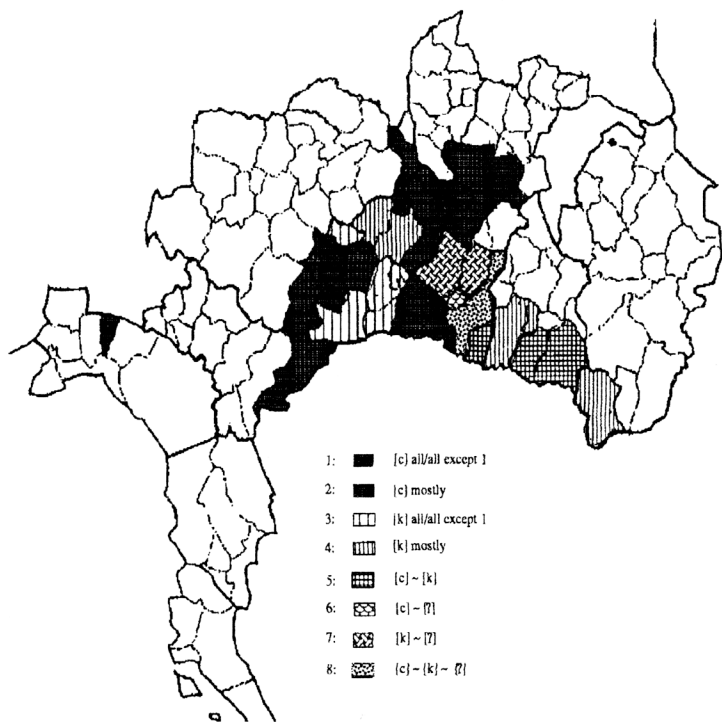 1: [c] all/all except 1
2: [c] mostly
3: [k] all/all except 1
4: [k] mostly
5: [c] ~ [k]
6: [c] ~ [?]
7: [k] ~ [?]
8: [c] ~ [k] ~ [?]